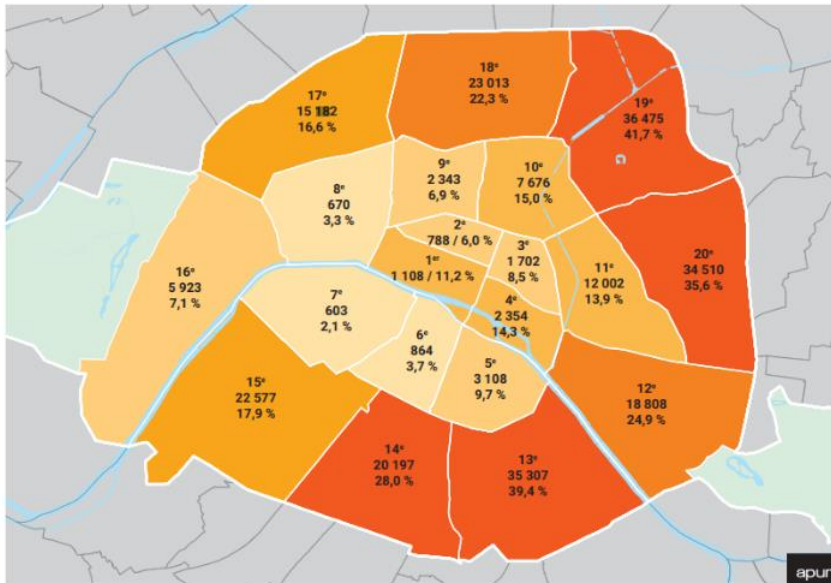 18ᵉ
23 013
22,3 %
17ᵉ
15 182
16,6 %
19ᵉ
36 475
41,7 %
9ᵉ
2 343
6,9 %
10ᵉ
7 676
15,0 %
8ᵉ
670
3,3 %
2ᵉ
788 / 6,0 %
3ᵉ
1 702
8,5 %
1ᵉʳ
1 108 / 11,2 %
11ᵉ
12 002
13,9 %
20ᵉ
34 510
35,6 %
16ᵉ
5 923
7,1 %
7ᵉ
603
2,1 %
4ᵉ
2 354
14,3 %
6ᵉ
864
3,7 %
5ᵉ
3 108
9,7 %
15ᵉ
22 577
17,9 %
12ᵉ
18 808
24,9 %
14ᵉ
20 197
28,0 %
13ᵉ
35 307
39,4 %
apur